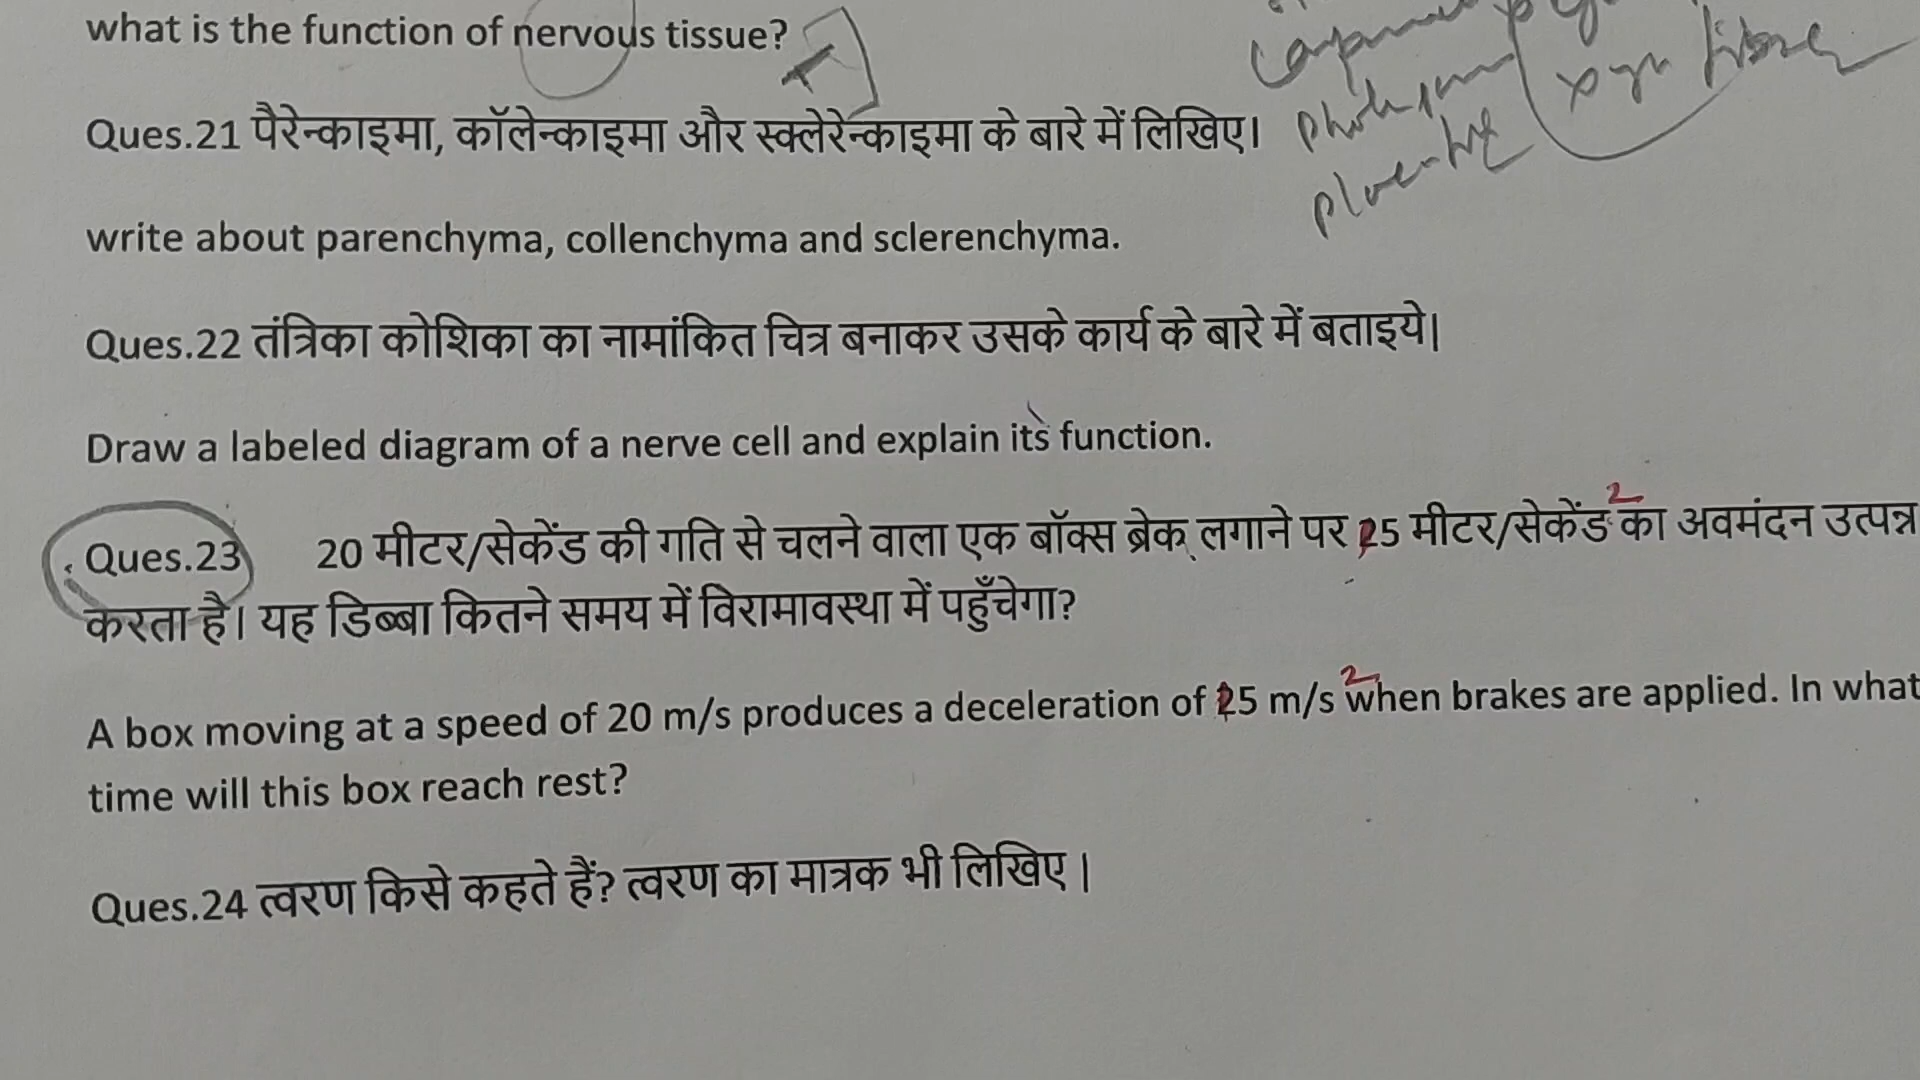 what is the function of nervous tissue?
Ques.21 पैरेन्काइमा, कॉलेन्काइमा और स्क्लेरेन्काइमा के बारे में लिखिए।
write about parenchyma, collenchyma and sclerenchyma.
Ques.22 तंत्रिका कोशिका का नामांकित चित्र बनाकर उसके कार्य के बारे में बताइये|
Draw a labeled diagram of a nerve cell and explain its function.
Ques.23 20 मीटर/सेकेंड की गति से चलने वाला एक बॉक्स ब्रेक लगाने पर 5 मीटर/सेकेंड² का अवमंदन उत्पन्न
करता है। यह डिब्बा कितने समय में विरामावस्था में पहुँचेगा?
A box moving at a speed of 20 m/s produces a deceleration of 5 m/s² when brakes are applied. In what
time will this box reach rest?
Ques.24 त्वरण किसे कहते हैं? त्वरण का मात्रक भी लिखिए |